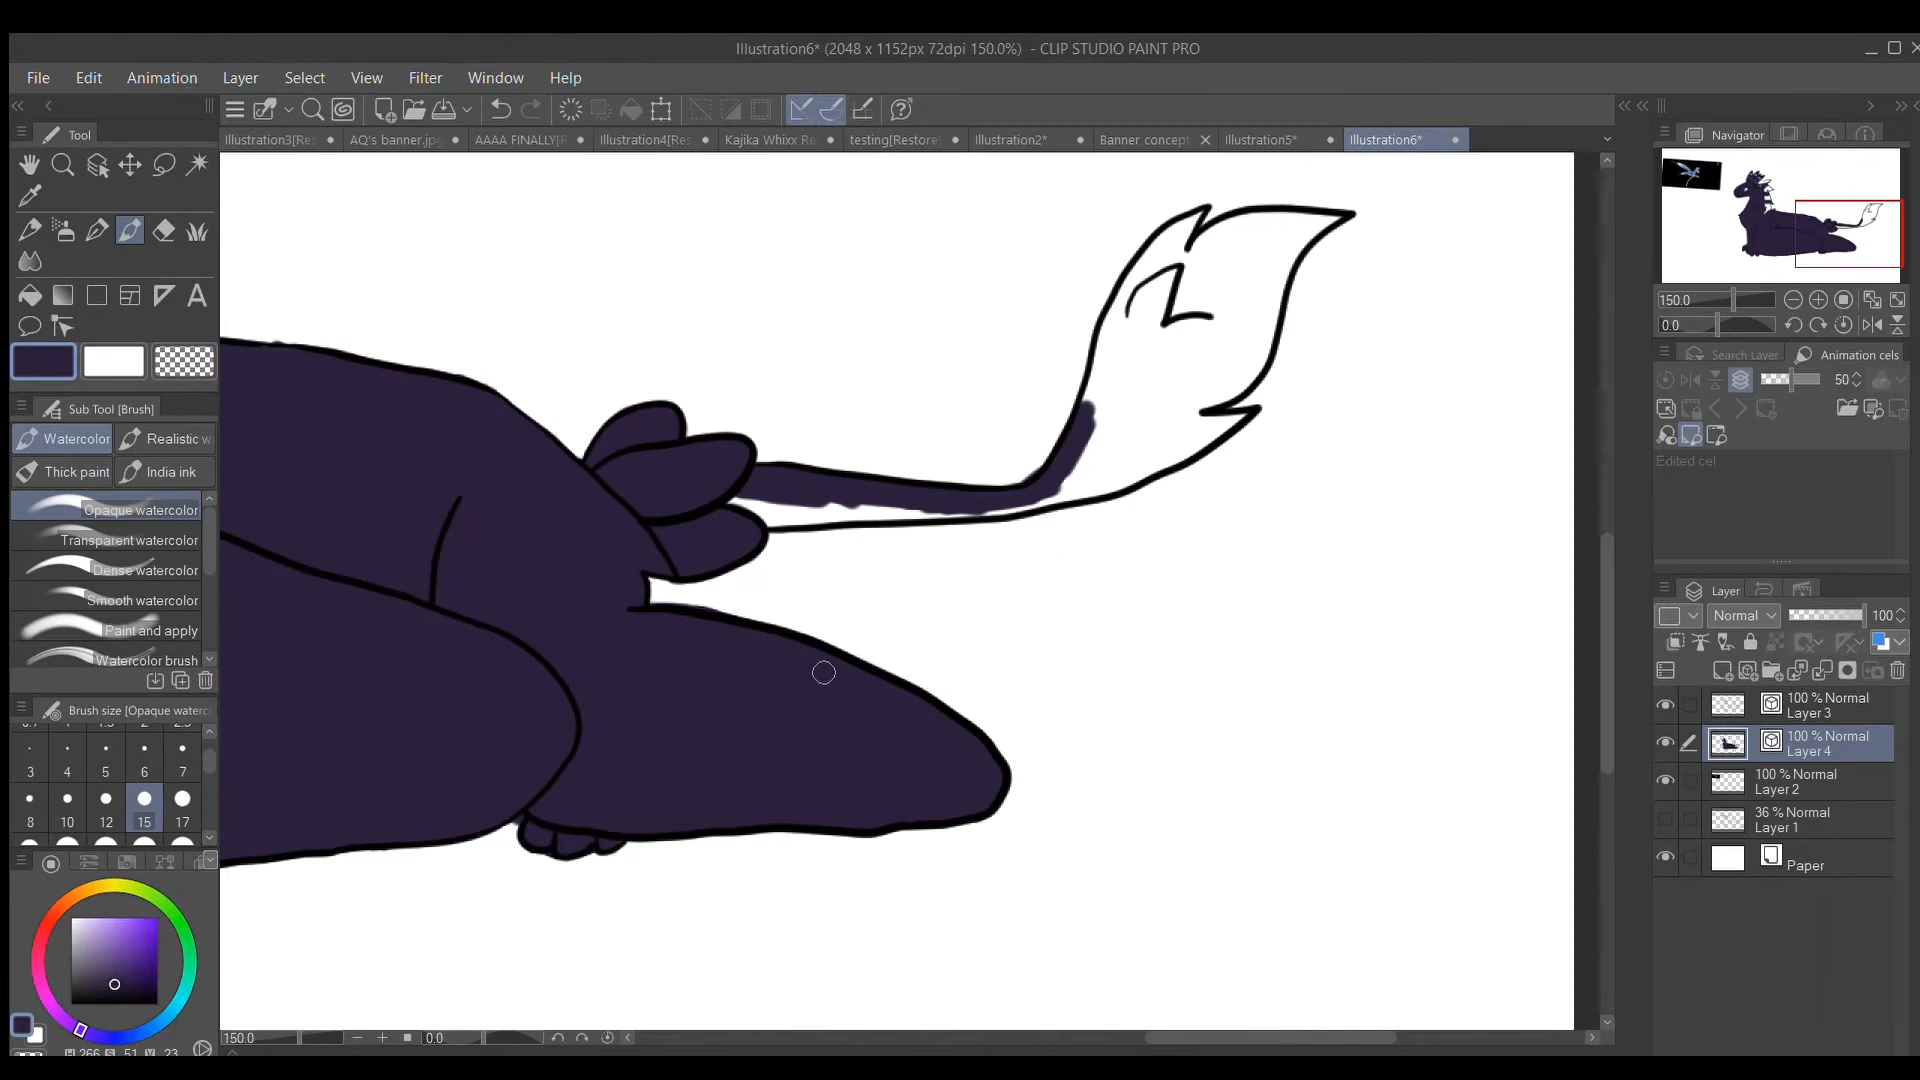 Illustration6* (2048 x 1152px 72dpi 150.0%) - CLIP STUDIO PAINT PRO
File Edit Animation Layer Select View Filter Window Help
Tool
Illustration3[Res AQ's banner.jpg AAAA FINALLY[R Illustration4[Res Kajika Whixx Re testing[Restore] Illustration2* Banner concept Illustration5* Illustration6*
Navigator
150.0
0.0
Search Layer Animation cels
50
Edited cel
Sub Tool [Brush]
Watercolor Realistic w
Thick paint India ink
Opaque watercolor
Transparent watercolor
Dense watercolor
Smooth watercolor
Paint and apply
Watercolor brush
Brush size [Opaque waterc
3 4 5 6 7
8 10 12 15 17
Layer
Normal 100
100 % Normal
Layer 3
100 % Normal
Layer 4
100 % Normal
Layer 2
36 % Normal
Layer 1
Paper
150.0 0.0
H 266 S 51 V 23